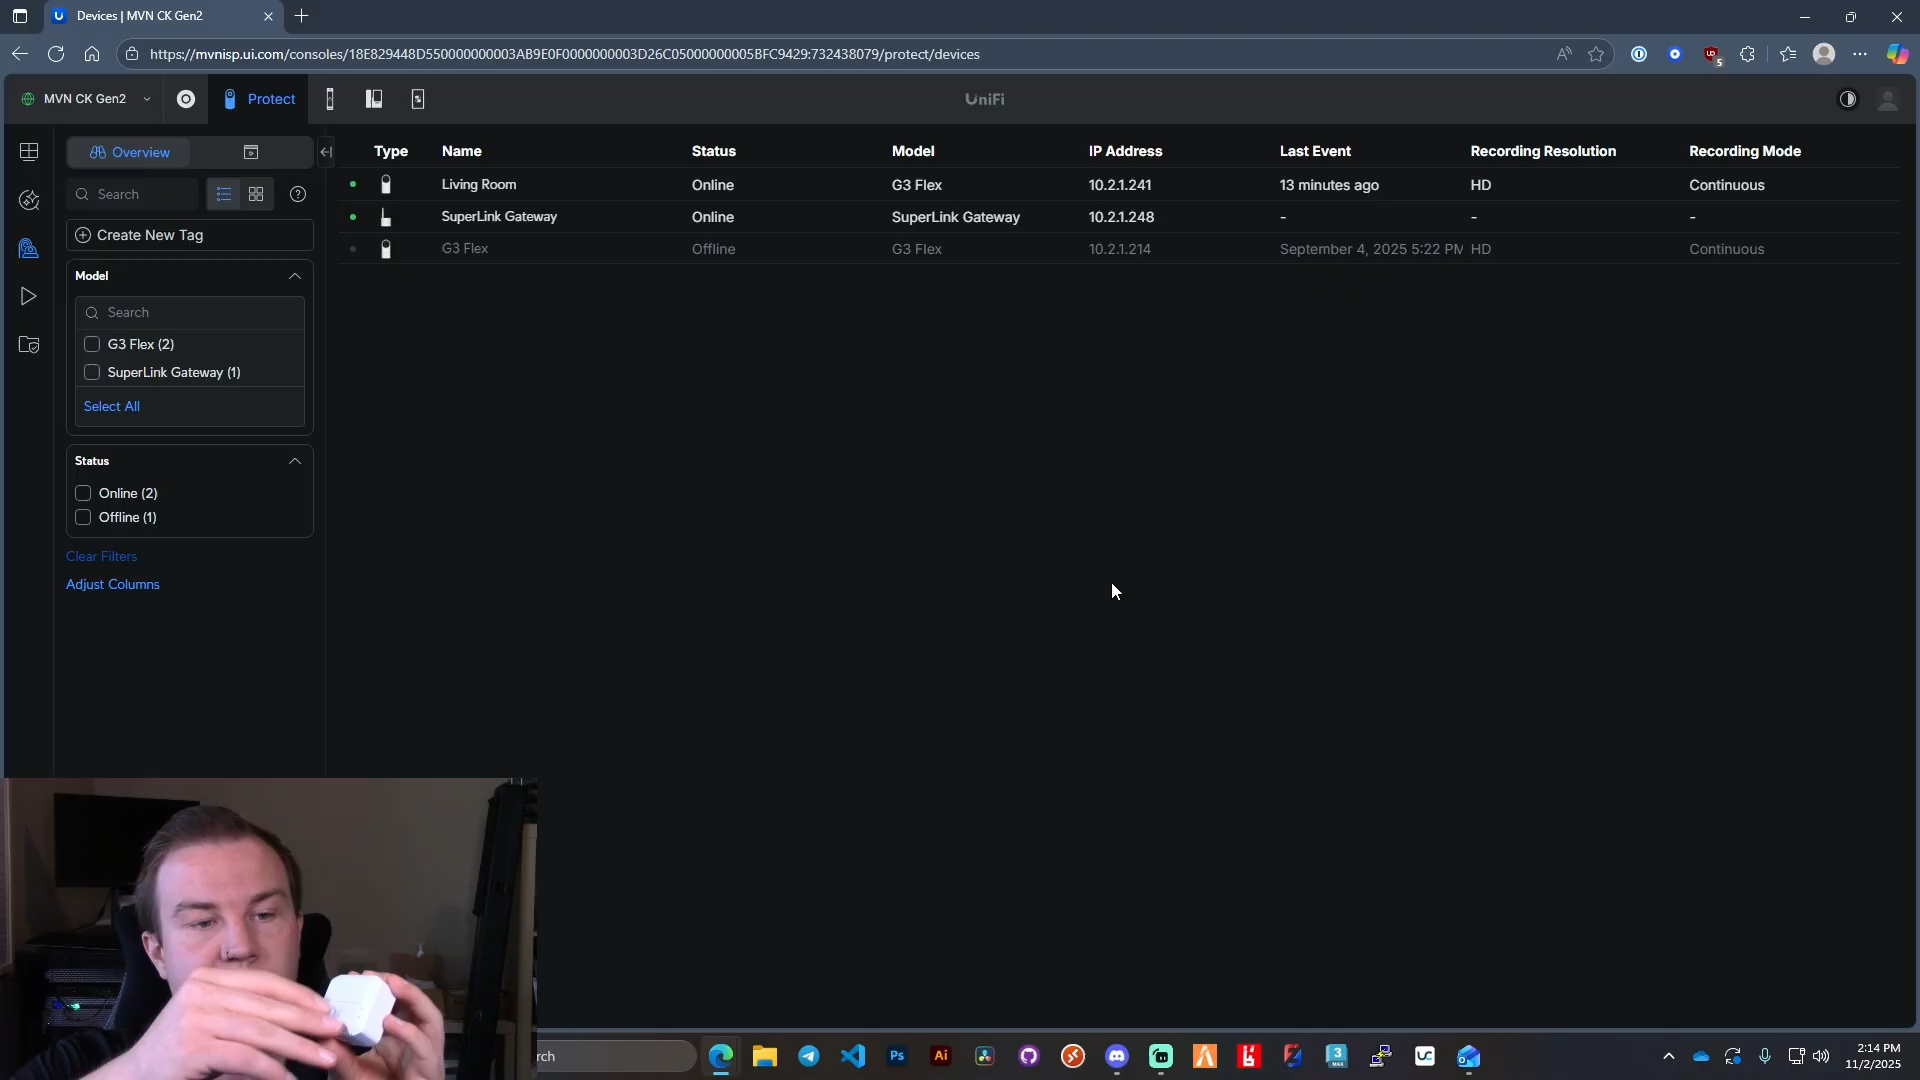 Devices | MVN CK Gen2
https://mvnisp.ui.com/consoles/18E829448D550000000003AB9E0F0000000003D26C05000000005BFC9429:732438079/protect/devices
5
MVN CK Gen2
Protect
UniFi
Overview
Search
Create New Tag
Model
Search
G3 Flex (2)
SuperLink Gateway (1)
Select All
Status
Online (2)
Offline (1)
Clear Filters
Adjust Columns
Type Name Status Model IP Address Last Event Recording Resolution Recording Mode
Living Room Online G3 Flex 10.2.1.241 13 minutes ago HD Continuous
SuperLink Gateway Online SuperLink Gateway 10.2.1.248 - - -
G3 Flex Offline G3 Flex 10.2.1.214 September 4, 2025 5:22 PM HD Continuous
rch
Ps
Ai
3
MAX
2:14 PM
11/2/2025